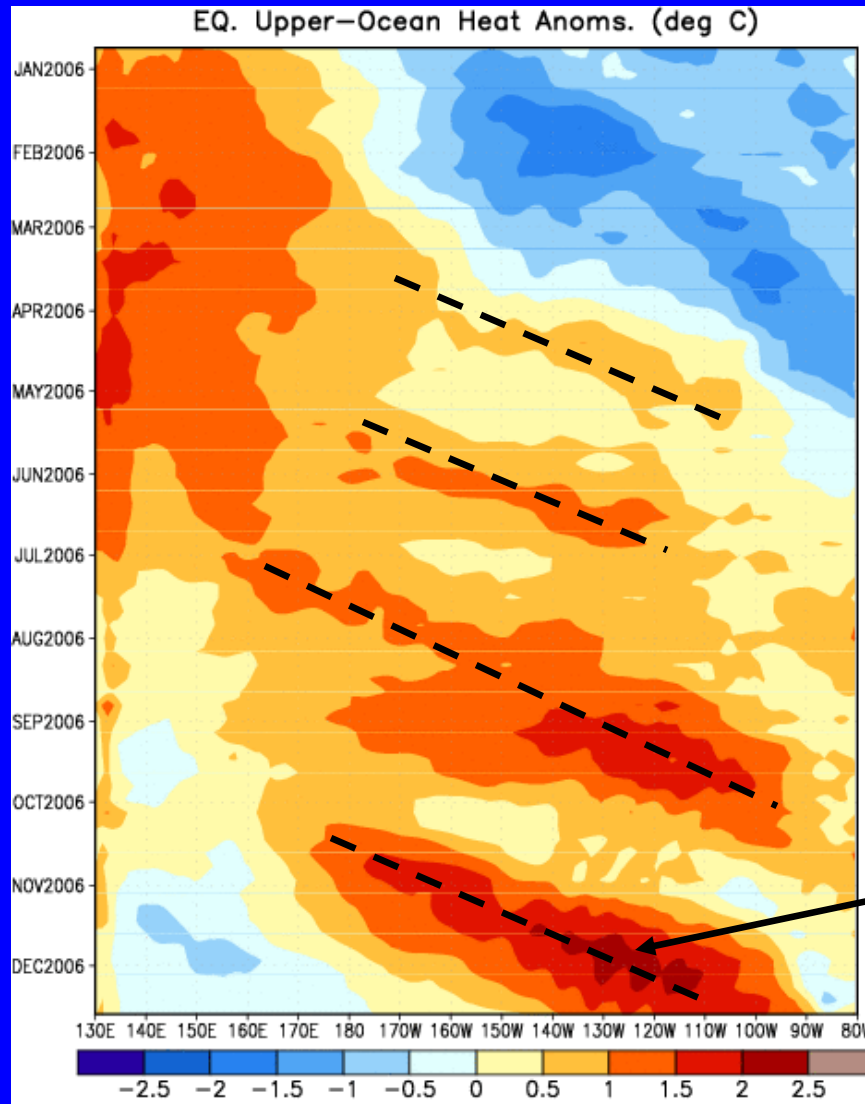 EQ. Upper-Ocean Heat Anoms. (deg C)
JAN2006
FEB2006
MAR2006
APR2006
MAY2006
JUN2006
JUL2006
AUG2006
SEP2006
OCT2006
NOV2006
DEC2006
130E 140E 150E 160E 170E 180 170W 160W 150W 140W 130W 120W 110W 100W 90W 80W
-2.5 -2 -1.5 -1 -0.5 0 0.5 1 1.5 2 2.5